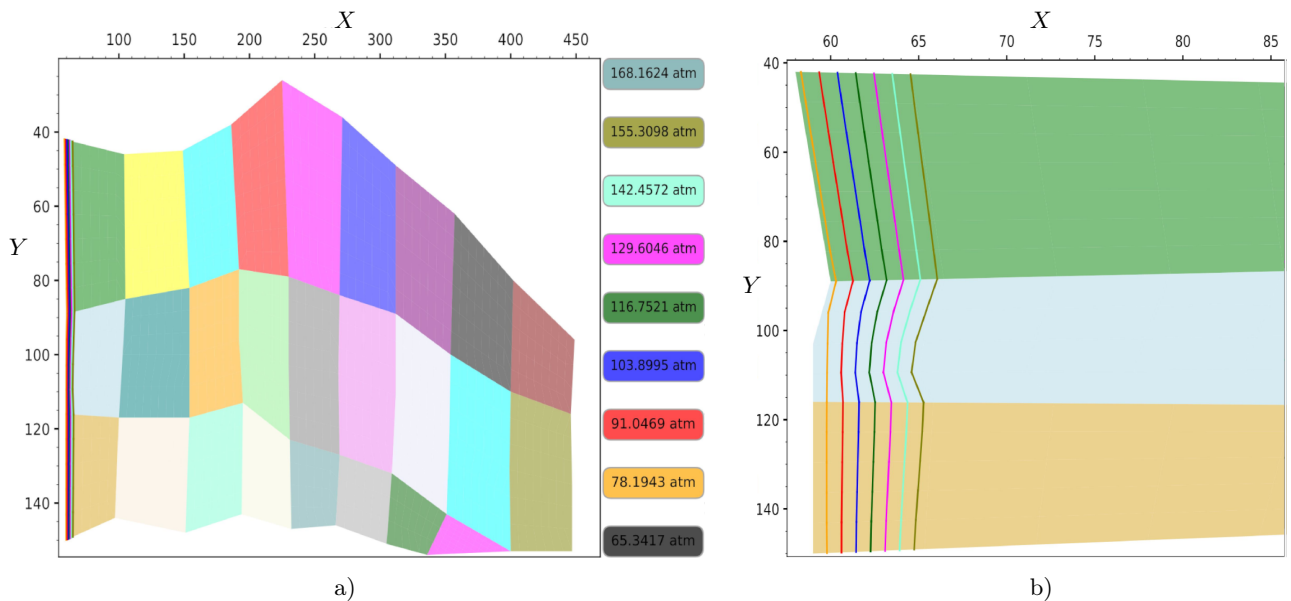 X
100 150 200 250 300 350 400 450
Y
40
60
80
100
120
140
168.1624 atm
155.3098 atm
142.4572 atm
129.6046 atm
116.7521 atm
103.8995 atm
91.0469 atm
78.1943 atm
65.3417 atm
a)
X
60 65 70 75 80 85
Y
40
60
80
100
120
140
b)